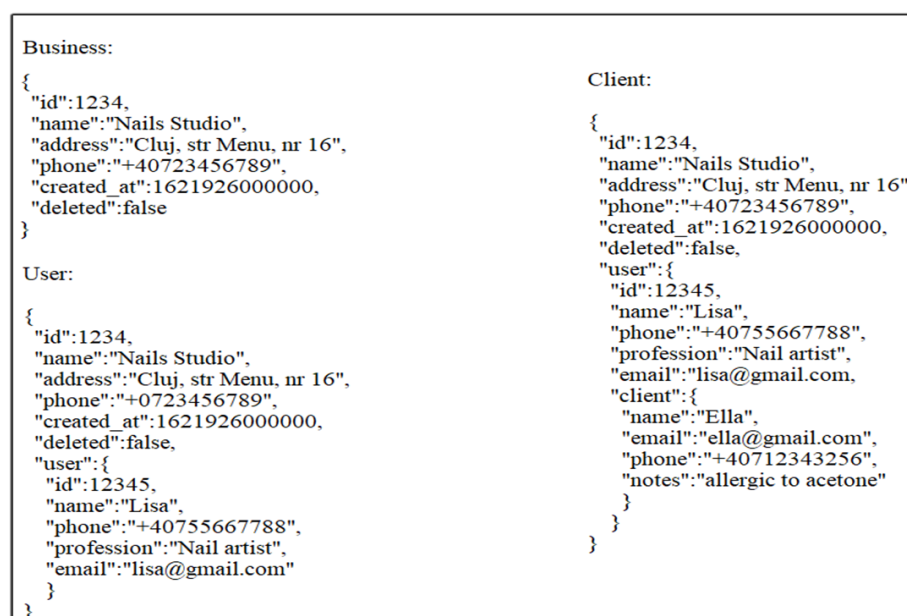 Business:
{
"id":1234,
"name":"Nails Studio",
"address":"Cluj, str Menu, nr 16",
"phone":"+40723456789",
"created_at":1621926000000,
"deleted":false
}
User:
{
"id":1234,
"name":"Nails Studio",
"address":"Cluj, str Menu, nr 16",
"phone":"+0723456789",
"created_at":1621926000000,
"deleted":false,
"user":{
"id":12345,
"name":"Lisa",
"phone":"+40755667788",
"profession":"Nail artist",
"email":"lisa@gmail.com"
}
}
Client:
{
"id":1234,
"name":"Nails Studio",
"address":"Cluj, str Menu, nr 16"
"phone":"+40723456789",
"created_at":1621926000000,
"deleted":false,
"user":{
"id":12345,
"name":"Lisa",
"phone":"+40755667788",
"profession":"Nail artist",
"email":"lisa@gmail.com,
"client":{
"name":"Ella",
"email":"ella@gmail.com",
"phone":"+40712343256",
"notes":"allergic to acetone"
}
}
}